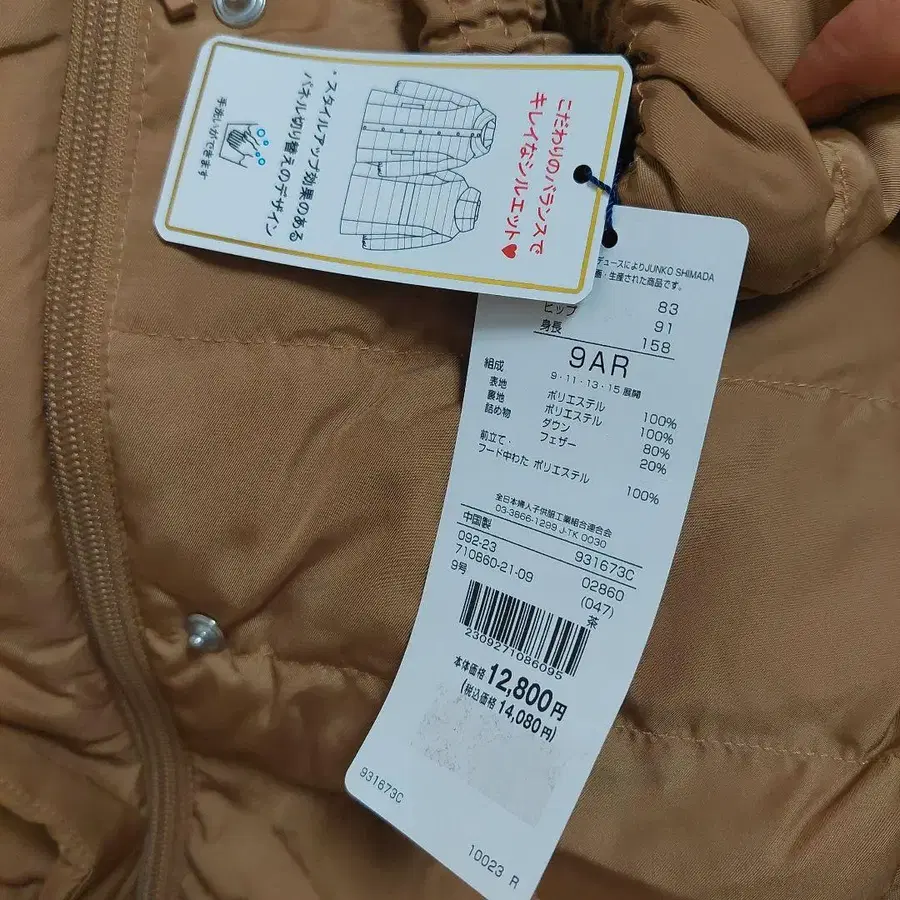 こだわりのバランスで
キレイなシルエット♥
*スタイルアップ効果のある
パネル切り替えのデザイン
手洗いができます
デュースによりJUNKO SHIMADA
画・生産された商品です。
83
ヒップ 91
身長 158
9AR
9・11・13・15 展開
組成
表地 ポリエステル 100%
裏地 ポリエステル 100%
詰め物 ダウン 80%
フェザー 20%
前立て・
フード中わた ポリエステル 100%
全日本婦人子供服工業組合連合会
03-3866-1299 J-TK 0030
中国製 931673C
092-23 02860
710860-21-09 (047)
9号 茶
2309271086095
本体価格 12,800円
(税込価格 14,080円)
931673C
10023 R